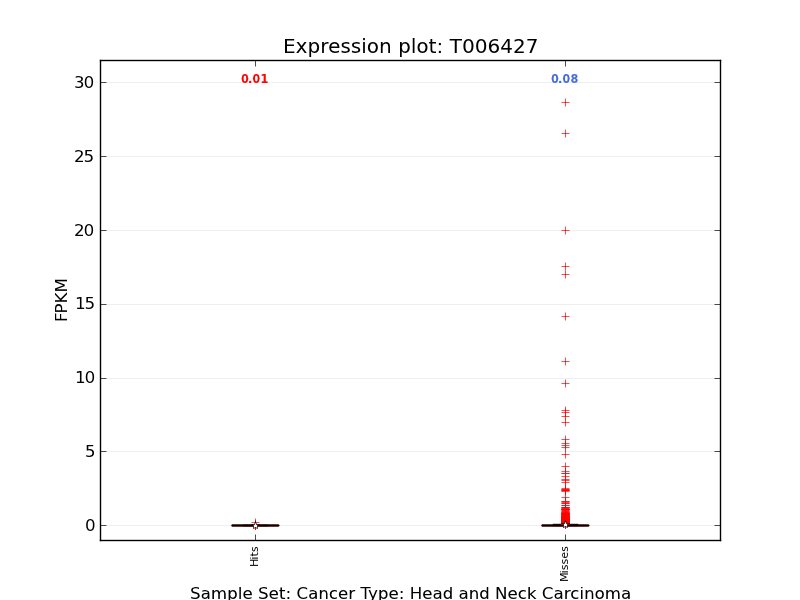 Expression plot: T006427
0.01
0.08
30
25
20
15
10
5
0
FPKM
Hits
Misses
Sample Set: Cancer Type: Head and Neck Carcinoma